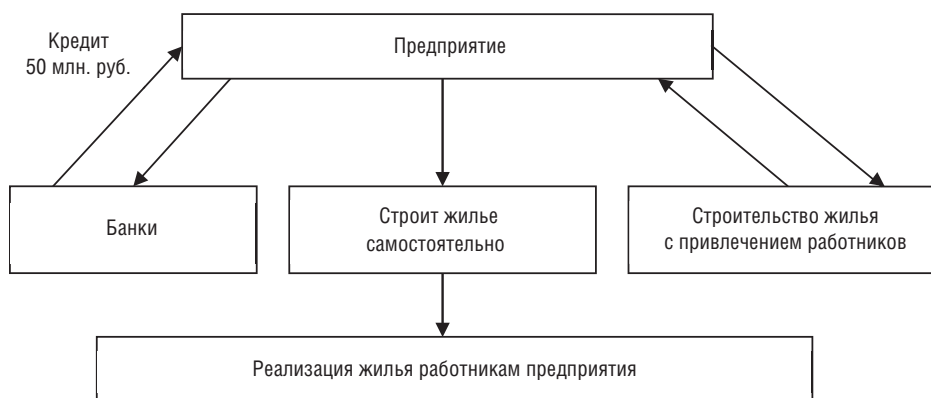 Кредит
50 млн. руб.
Предприятие
Банки
Строит жилье
самостоятельно
Строительство жилья
с привлечением работников
Реализация жилья работникам предприятия